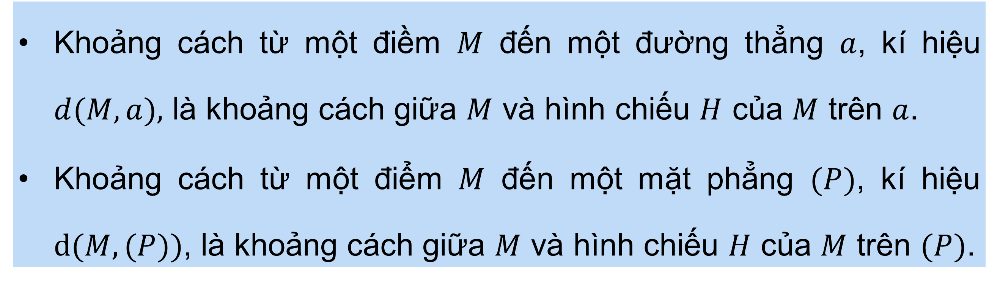 • Khoảng cách từ một điềm M đến một đường thẳng a, kí hiệu
d(M, a), là khoảng cách giữa M và hình chiếu H của M trên a.
• Khoảng cách từ một điểm M đến một mặt phẳng (P), kí hiệu
d(M, (P)), là khoảng cách giữa M và hình chiếu H của M trên (P).